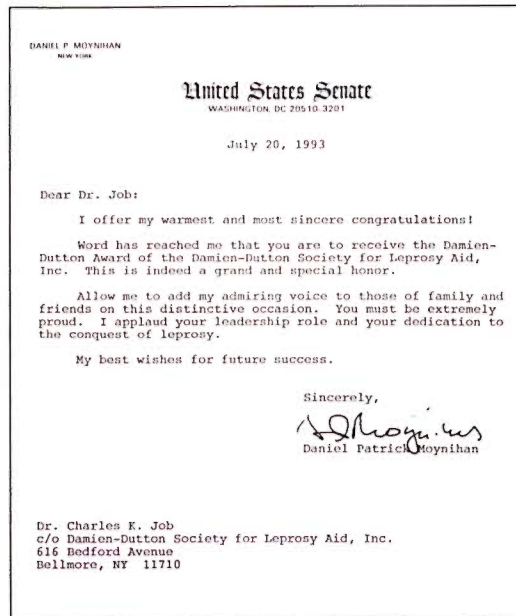 DANIEL P. MOYNIHAN
NEW YORK
United States Senate
WASHINGTON, DC 20510-3201
July 20, 1993
Dear Dr. Job:
I offer my warmest and most sincere congratulations!
Word has reached me that you are to receive the Damien-
Dutton Award of the Damien-Dutton Society for Leprosy Aid,
Inc. This is indeed a grand and special honor.
Allow me to add my admiring voice to those of family and
friends on this distinctive occasion. You must be extremely
proud. I applaud your leadership role and your dedication to
the conquest of leprosy.
My best wishes for future success.
Sincerely,
Daniel Patrick Moynihan
Dr. Charles K. Job
c/o Damien-Dutton Society for Leprosy Aid, Inc.
616 Bedford Avenue
Bellmore, NY 11710